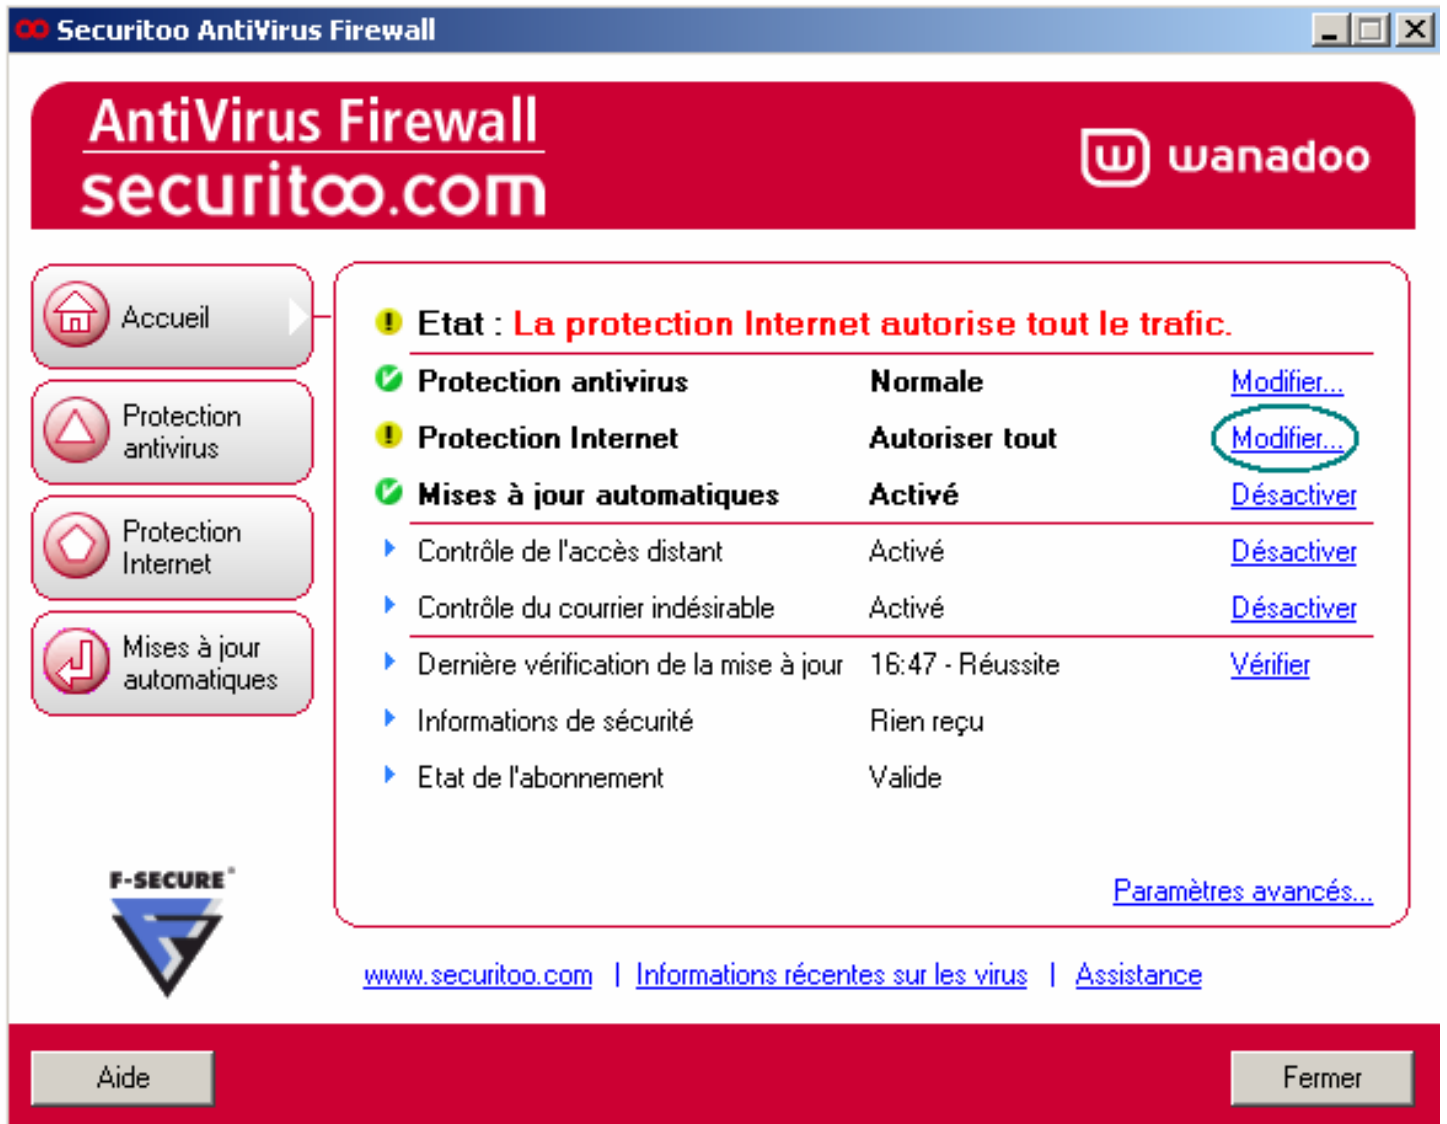 Securitoo AntiVirus Firewall
AntiVirus Firewall
securitoo.com
wanadoo
Accueil
Protection
antivirus
Protection
Internet
Mises à jour
automatiques
F-SECURE
Etat : La protection Internet autorise tout le trafic.
Protection antivirus Normale Modifier...
Protection Internet Autoriser tout Modifier...
Mises à jour automatiques Activé Désactiver
Contrôle de l'accès distant Activé Désactiver
Contrôle du courrier indésirable Activé Désactiver
Dernière vérification de la mise à jour 16:47 - Réussite Vérifier
Informations de sécurité Rien reçu
Etat de l'abonnement Valide
Paramètres avancés...
www.securitoo.com | Informations récentes sur les virus | Assistance
Aide Fermer